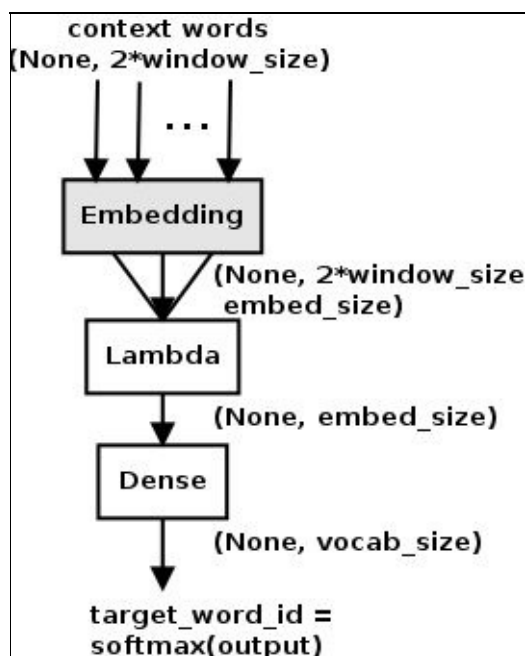 context words
(None, 2*window_size)
...
Embedding
(None, 2*window_size
embed_size)
Lambda
(None, embed_size)
Dense
(None, vocab_size)
target_word_id =
softmax(output)